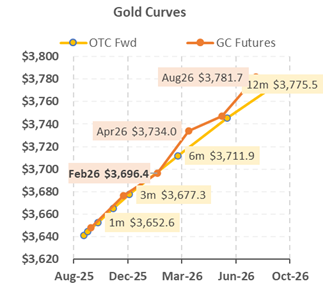 Gold Curves
OTC Fwd GC Futures
$3,800
$3,780
$3,760
$3,740
$3,720
$3,700
$3,680
$3,660
$3,640
$3,620
Aug26 $3,781.7
12m $3,775.5
Apr26 $3,734.0
6m $3,711.9
Feb26 $3,696.4
3m $3,677.3
1m $3,652.6
Aug-25 Dec-25 Mar-26 Jun-26 Oct-26